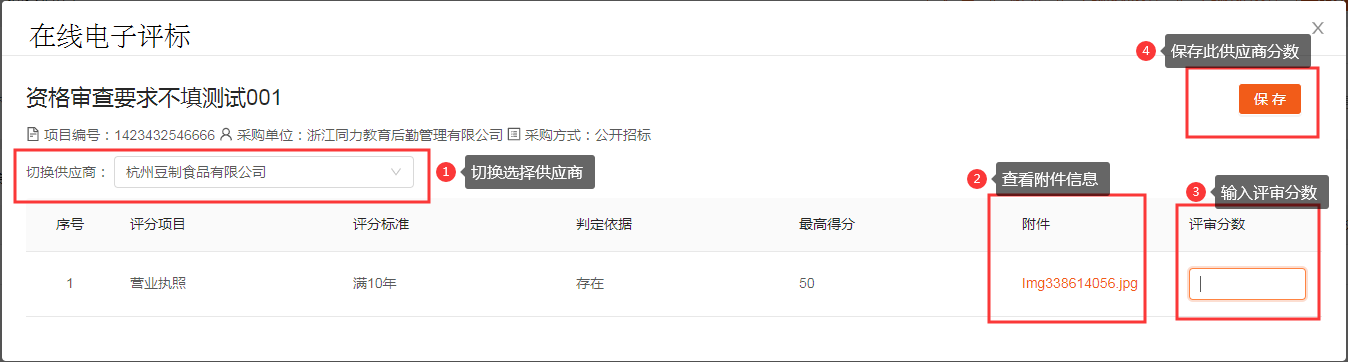 在线电子评标
X
4 保存此供应商分数
资格审查要求不填测试001
保 存
项目编号：1423432546666 采购单位：浙江同力教育后勤管理有限公司 采购方式：公开招标
切换供应商： 杭州豆制食品有限公司
1 切换选择供应商
2 查看附件信息
3 输入评审分数
序号 评分项目 评分标准 判定依据 最高得分 附件 评审分数
1 营业执照 满10年 存在 50 Img338614056.jpg